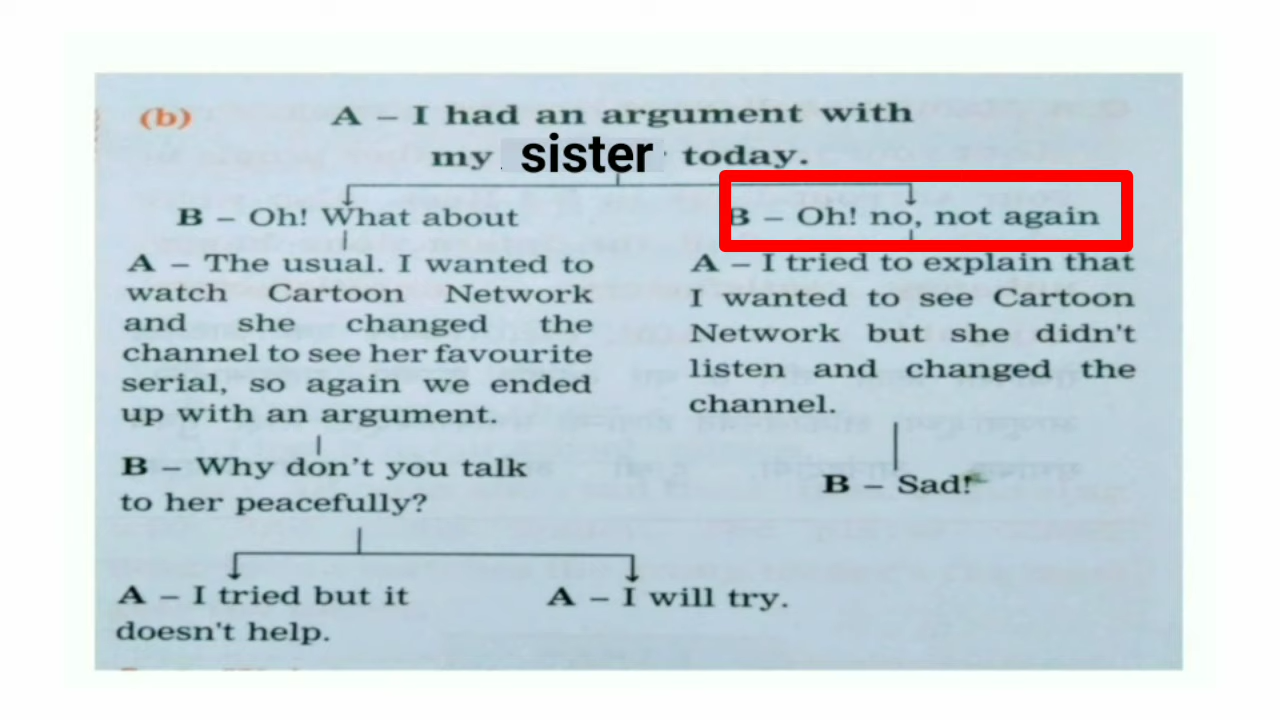 (b) A – I had an argument with
my sister today.
B – Oh! What about
B – Oh! no, not again
A – The usual. I wanted to
watch Cartoon Network
and she changed the
channel to see her favourite
serial, so again we ended
up with an argument.
A – I tried to explain that
I wanted to see Cartoon
Network but she didn't
listen and changed the
channel.
B – Why don't you talk
to her peacefully?
B – Sad!
A – I tried but it
doesn't help.
A – I will try.